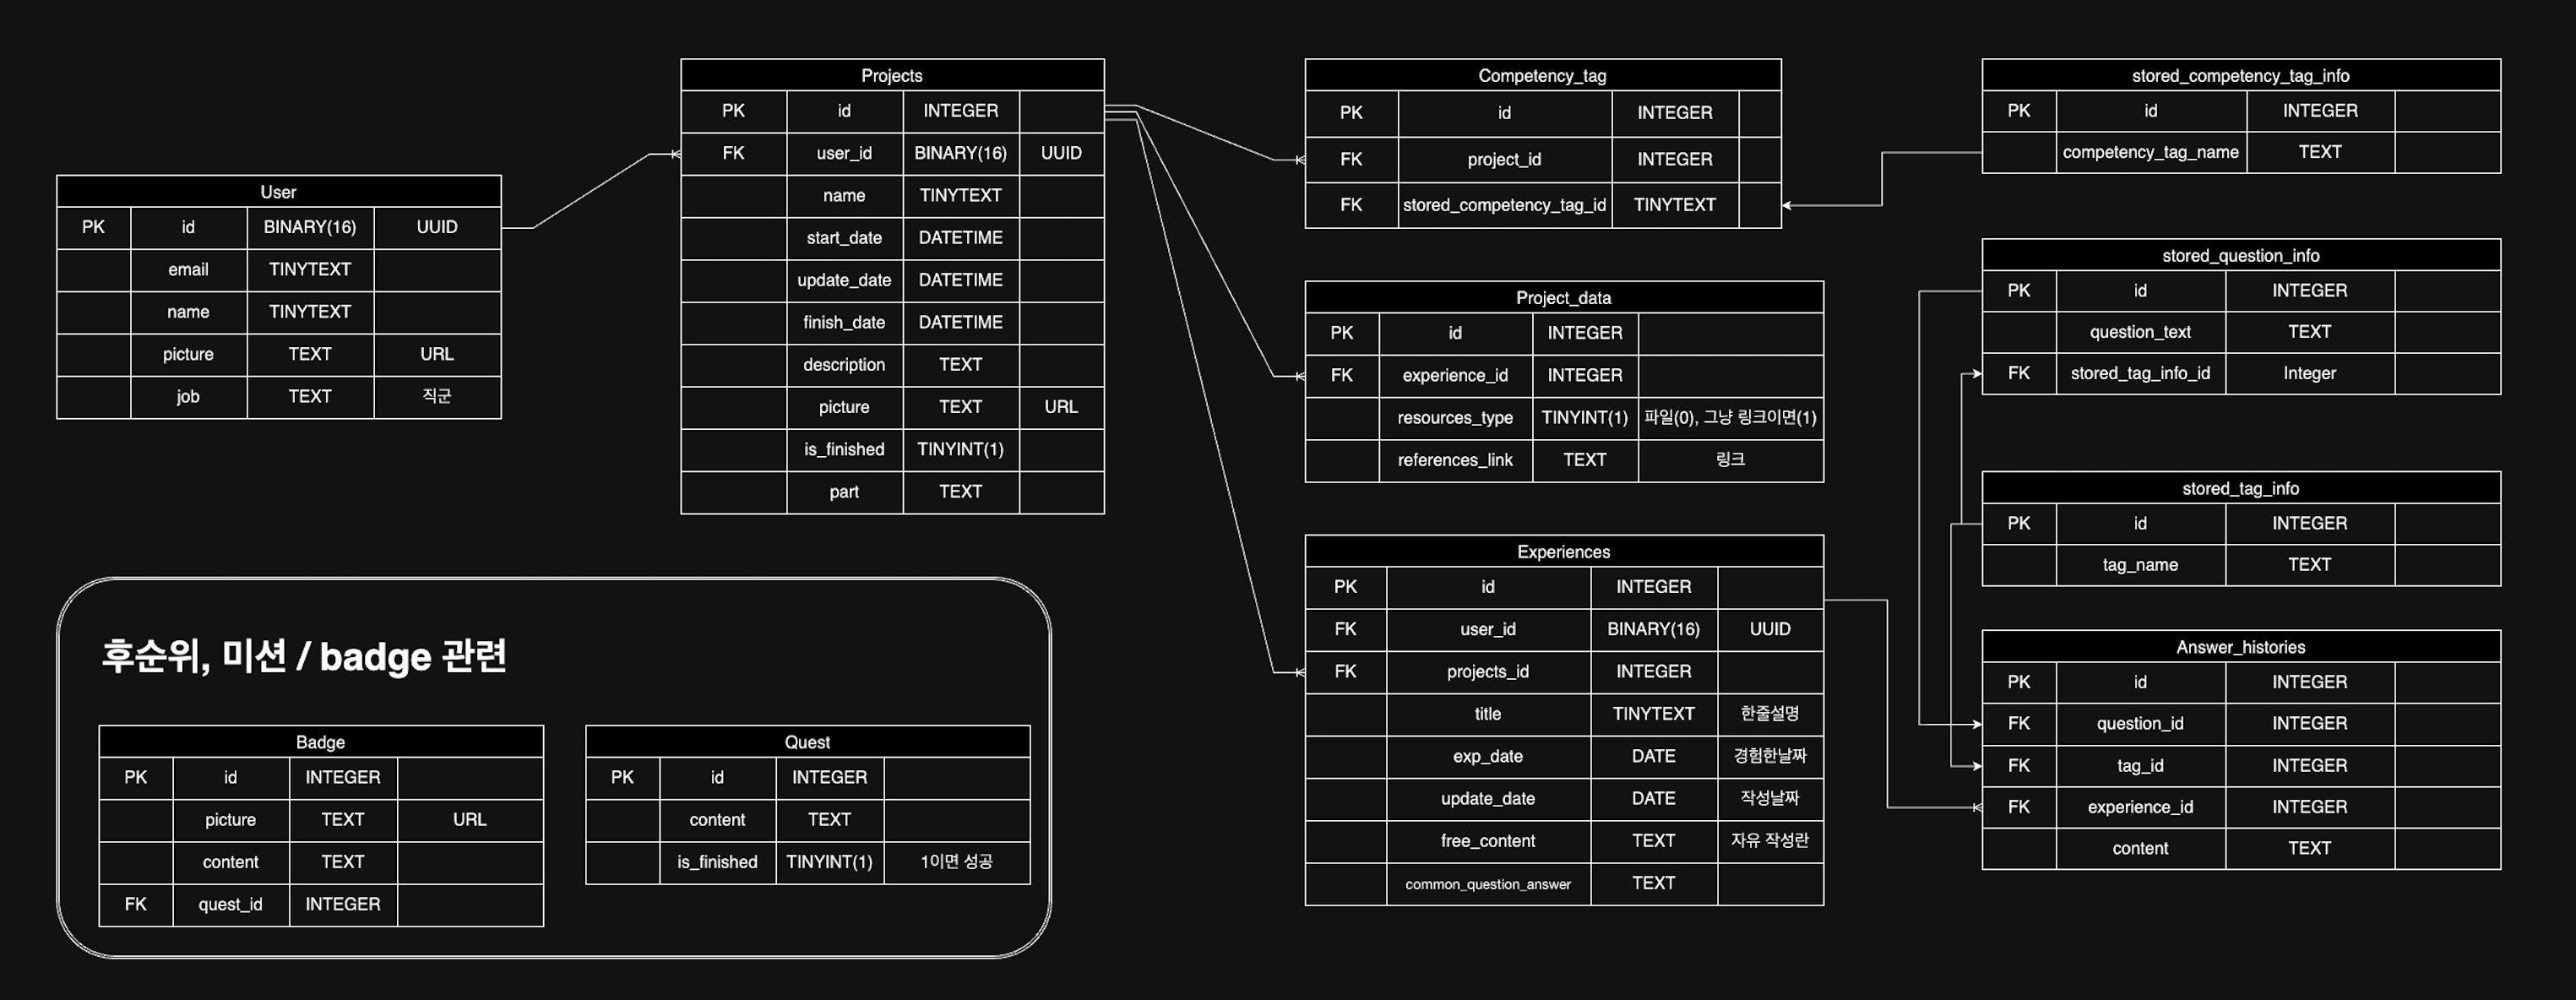 User
PK id BINARY(16) UUID
email TINYTEXT
name TINYTEXT
picture TEXT URL
job TEXT 직군
Projects
PK id INTEGER
FK user_id BINARY(16) UUID
name TINYTEXT
start_date DATETIME
update_date DATETIME
finish_date DATETIME
description TEXT
picture TEXT URL
is_finished TINYINT(1)
part TEXT
Competency_tag
PK id INTEGER
FK project_id INTEGER
FK stored_competency_tag_id TINYTEXT
Project_data
PK id INTEGER
FK experience_id INTEGER
resources_type TINYINT(1) 파일(0), 그냥 링크이면(1)
references_link TEXT 링크
Experiences
PK id INTEGER
FK user_id BINARY(16) UUID
FK projects_id INTEGER
title TINYTEXT 한줄설명
exp_date DATE 경험한날짜
update_date DATE 작성날짜
free_content TEXT 자유 작성란
common_question_answer TEXT
stored_competency_tag_info
PK id INTEGER
competency_tag_name TEXT
stored_question_info
PK id INTEGER
question_text TEXT
FK stored_tag_info_id Integer
stored_tag_info
PK id INTEGER
tag_name TEXT
Answer_histories
PK id INTEGER
FK question_id INTEGER
FK tag_id INTEGER
FK experience_id INTEGER
content TEXT
후순위, 미션 / badge 관련
Badge
PK id INTEGER
picture TEXT URL
content TEXT
FK quest_id INTEGER
Quest
PK id INTEGER
content TEXT
is_finished TINYINT(1) 1이면 성공